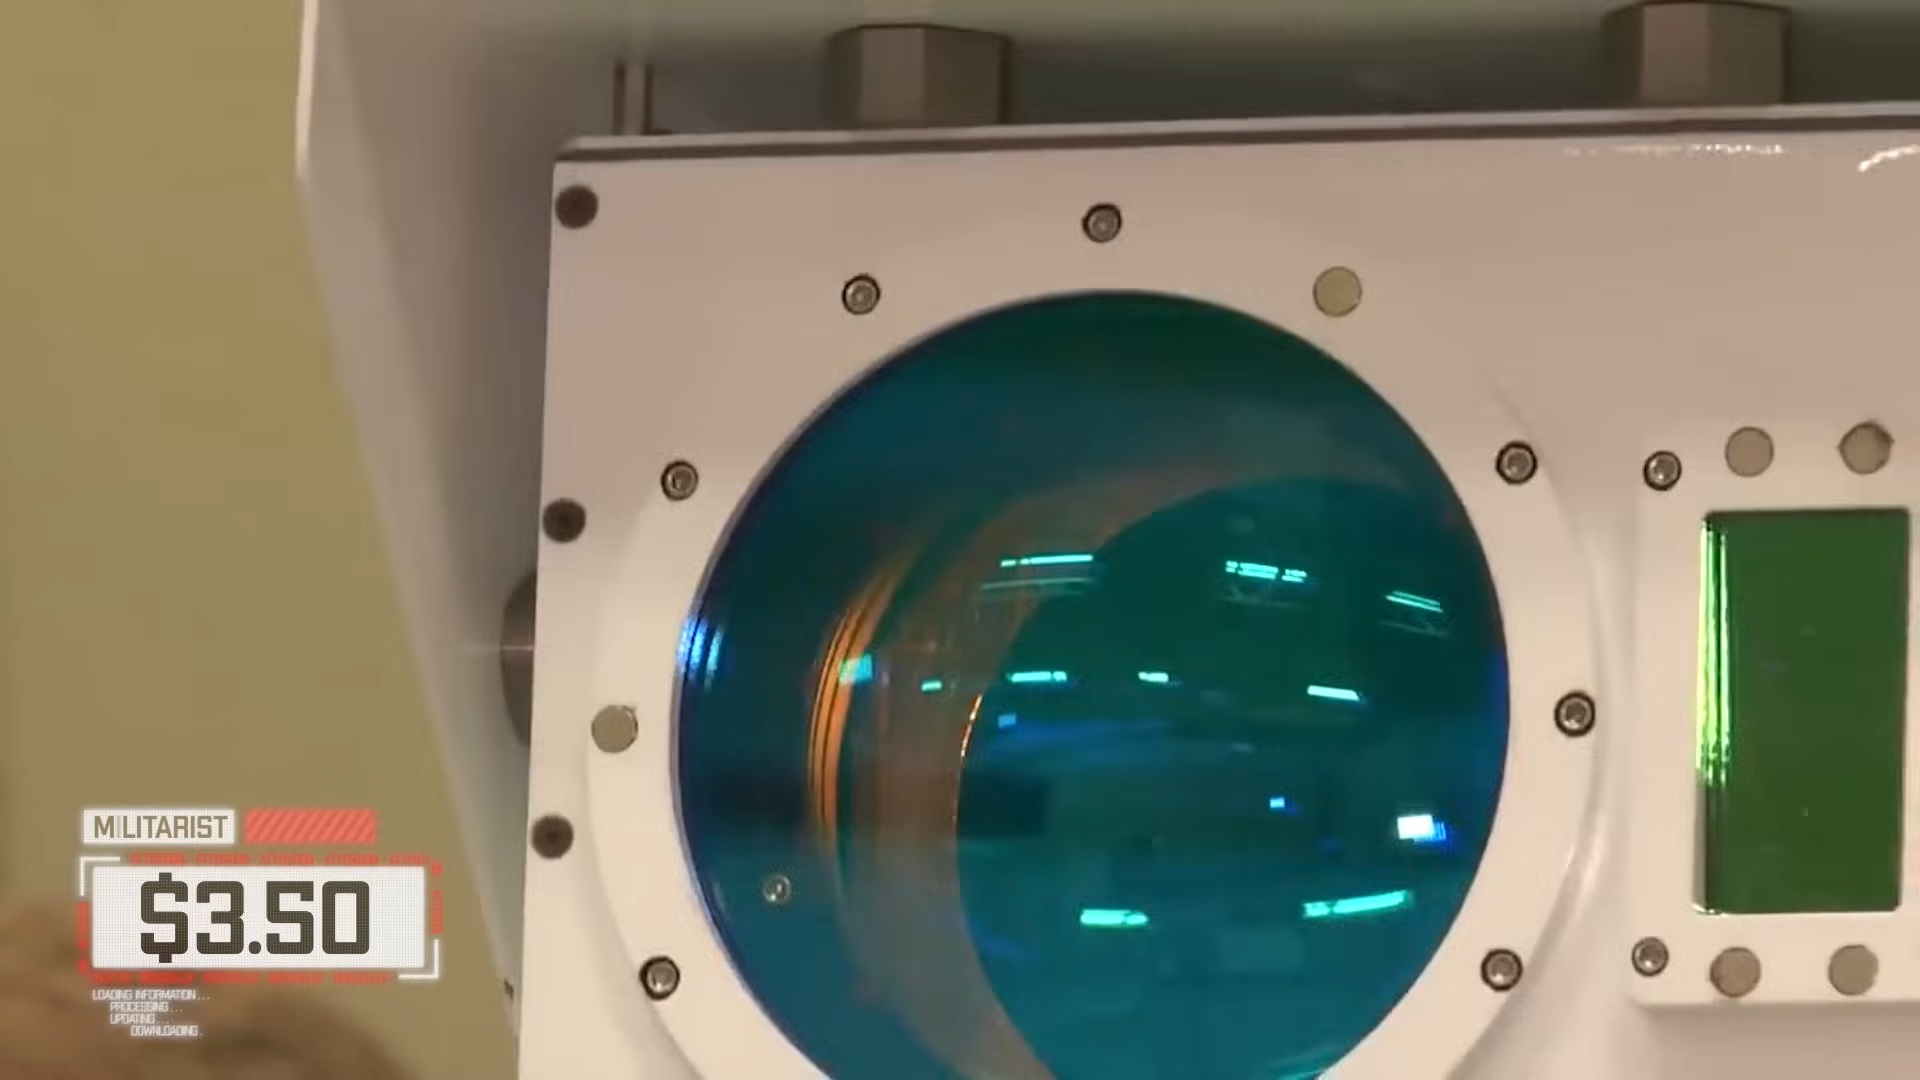 MILITARIST
$3.50
LOADING INFORMATION...
PROCESSING...
UPDATING...
DOWNLOADING.